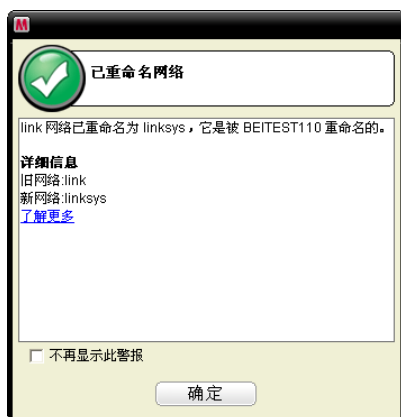 已重命名网络
link 网络已重命名为 linksys，它是被 BEITEST110 重命名的。
详细信息
旧网络:link
新网络:linksys
了解更多
不再显示此警报
确定